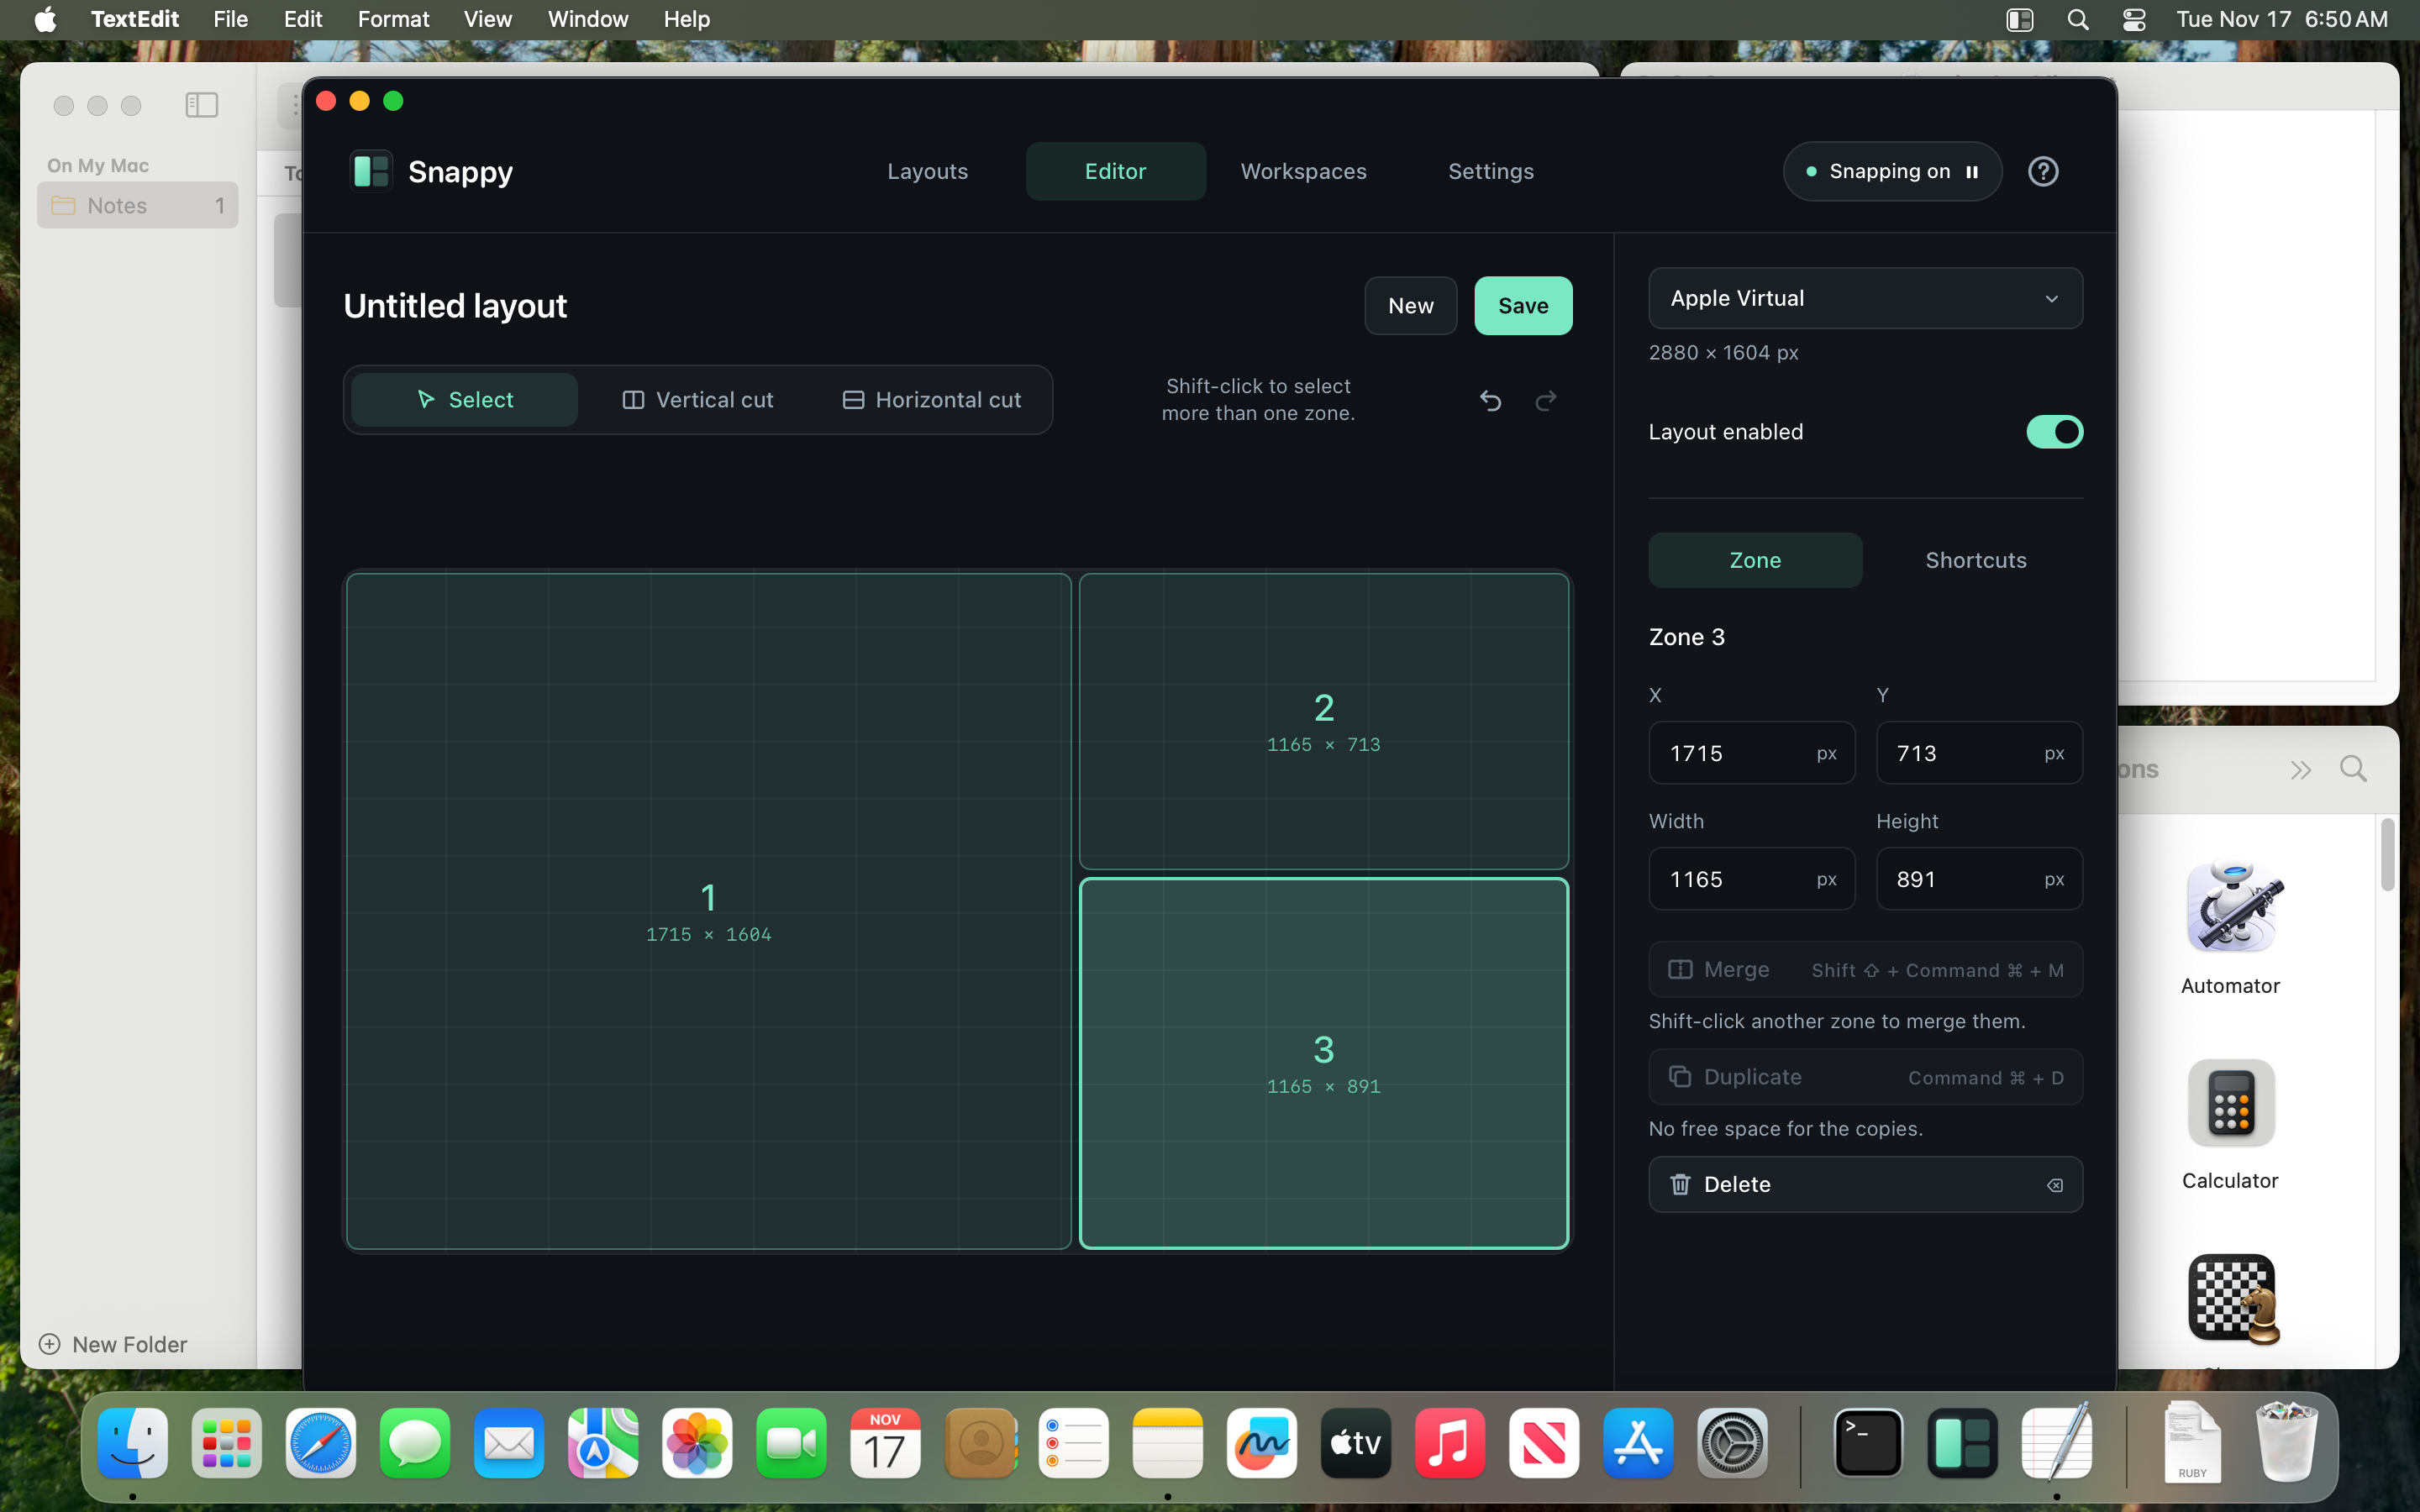 TextEdit File Edit Format View Window Help Tue Nov 17 6:50 AM
On My Mac
Notes 1
New Folder
Snappy
Layouts Editor Workspaces Settings
Snapping on
Untitled layout
New Save
Select Vertical cut Horizontal cut
Shift-click to select
more than one zone.
1
1715 × 1604
2
1165 × 713
3
1165 × 891
Apple Virtual
2880 × 1604 px
Layout enabled
Zone Shortcuts
Zone 3
X Y
1715 px 713 px
Width Height
1165 px 891 px
Merge Shift ⇧ + Command ⌘ + M
Shift-click another zone to merge them.
Duplicate Command ⌘ + D
No free space for the copies.
Delete ⌫
ons
Automator
Calculator
NOV
17
tv
>_
RUBY